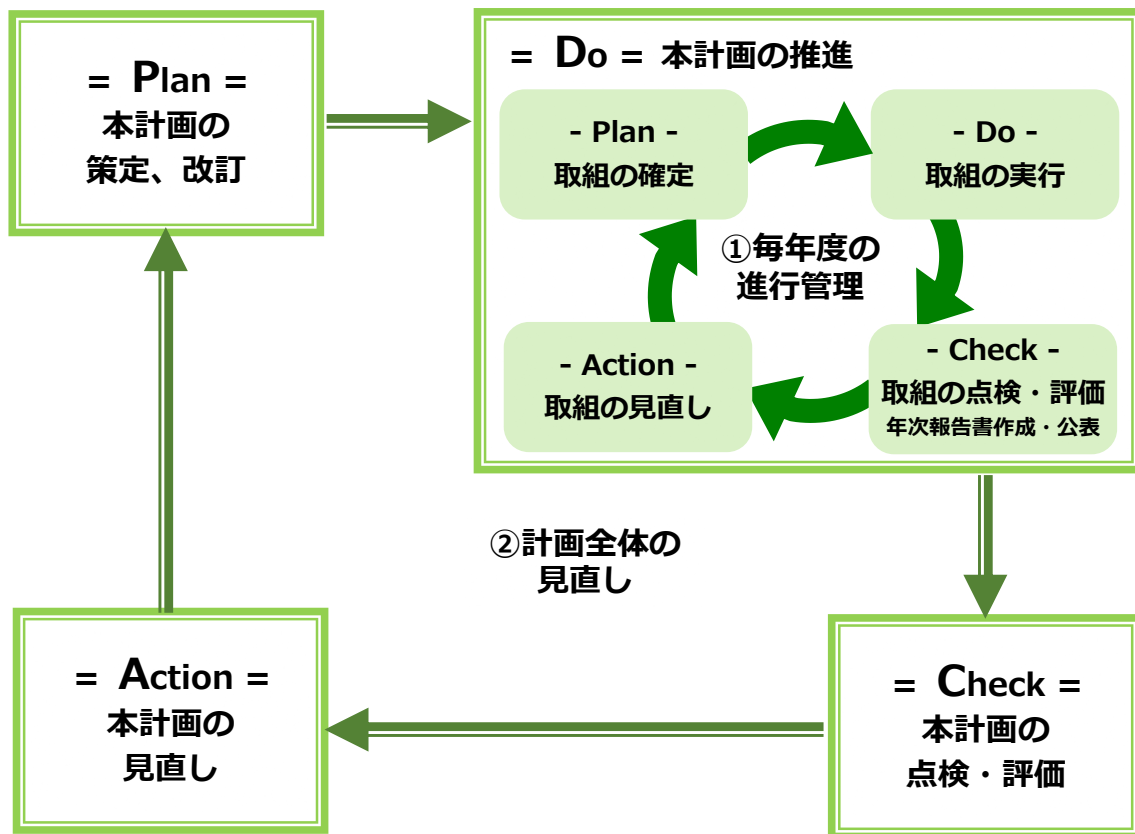 = Plan =
本計画の
策定、改訂
= Do = 本計画の推進
- Plan -
取組の確定
- Do -
取組の実行
①毎年度の
進行管理
- Action -
取組の見直し
- Check -
取組の点検・評価
年次報告書作成・公表
②計画全体の
見直し
= Action =
本計画の
見直し
= Check =
本計画の
点検・評価